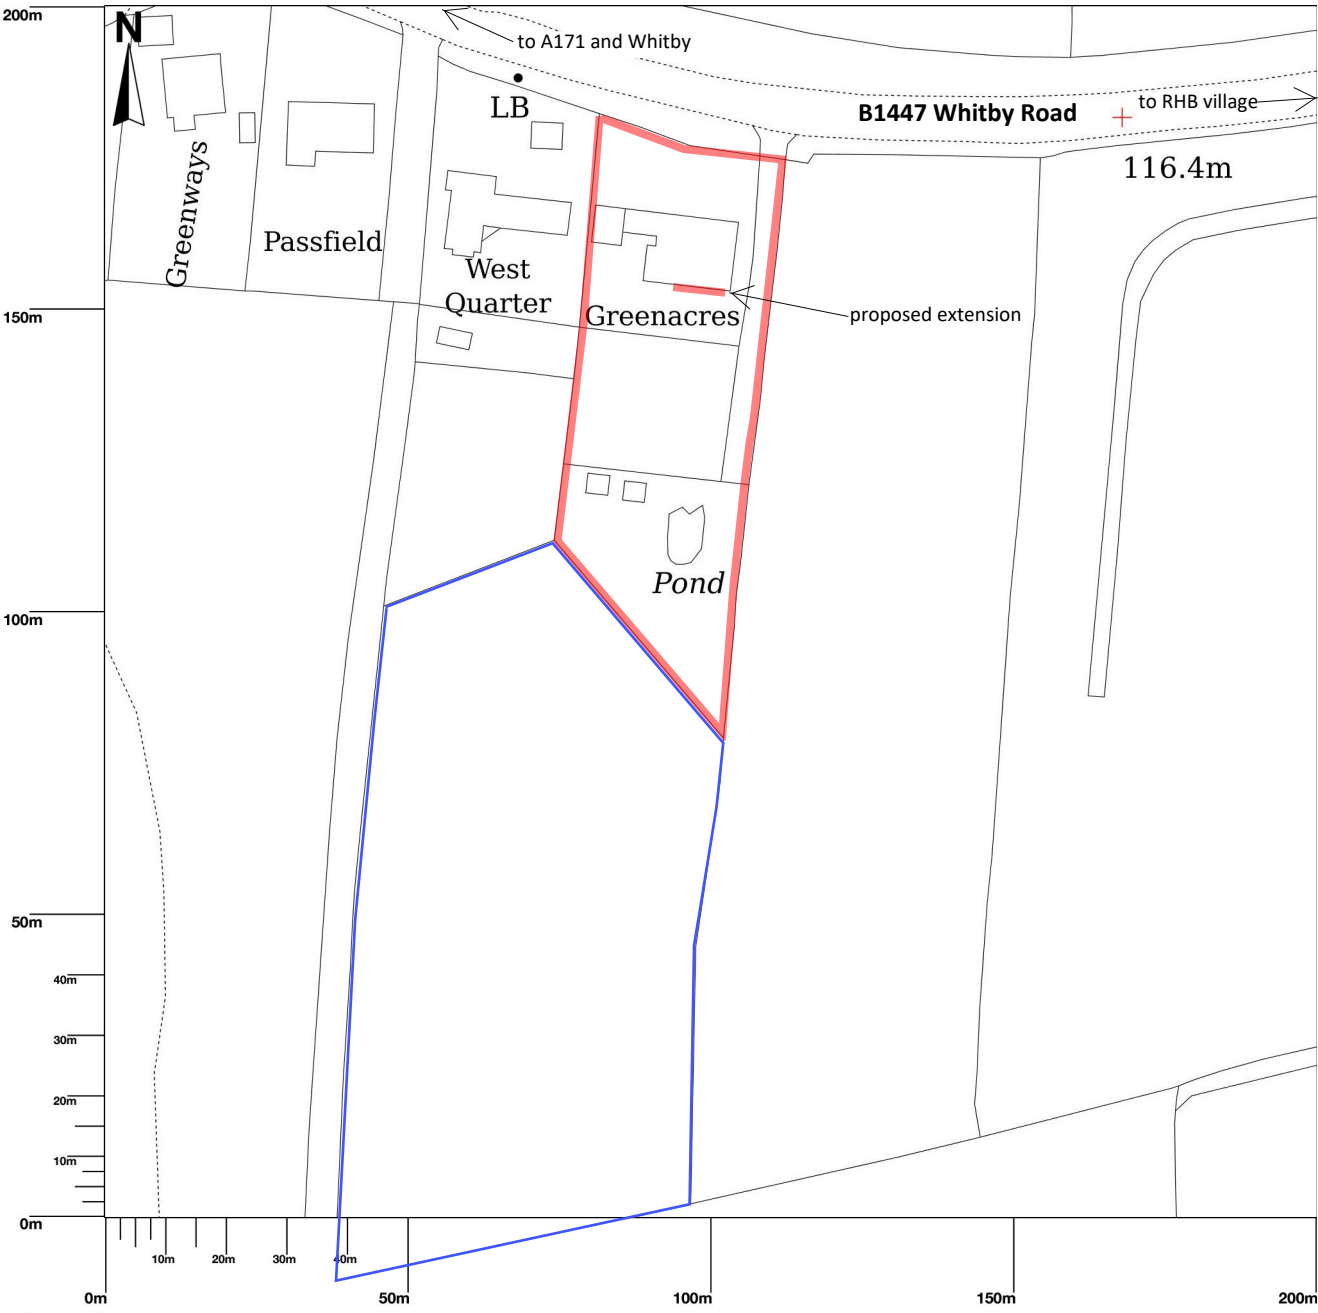 200m
N
to A171 and Whitby
LB
B1447 Whitby Road
to RHB village
116.4m
Greenways
Passfield
West
Quarter
Greenacres
proposed extension
150m
Pond
100m
50m
40m
30m
20m
10m
0m
10m
20m
30m
40m
0m
50m
100m
150m
200m